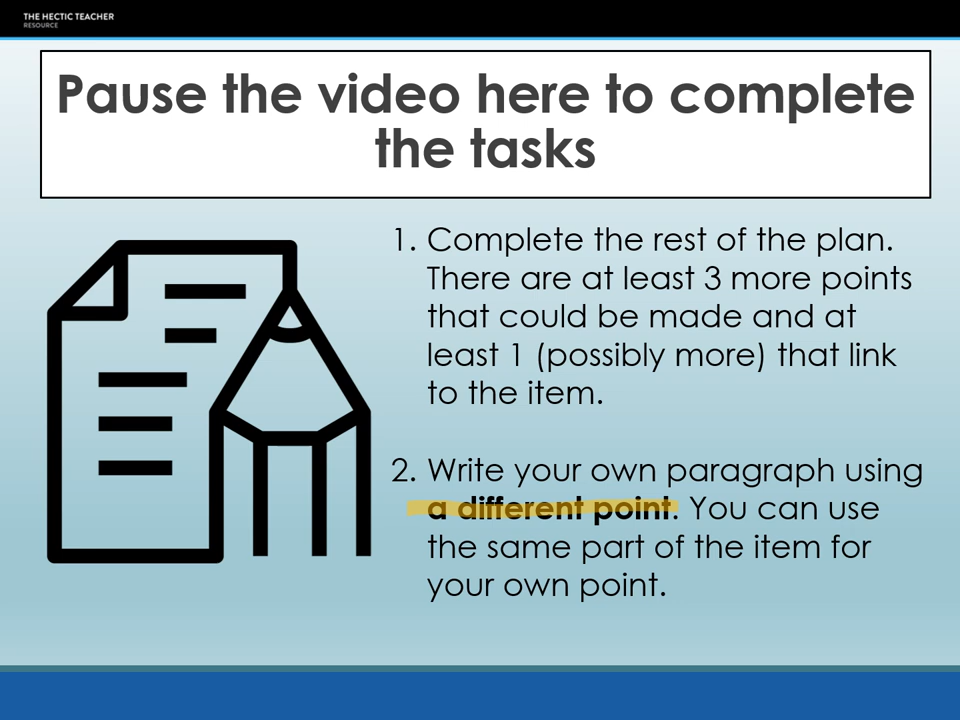 THE HECTIC TEACHER
RESOURCE
Pause the video here to complete
the tasks
1. Complete the rest of the plan.
There are at least 3 more points
that could be made and at
least 1 (possibly more) that link
to the item.
2. Write your own paragraph using
a different point. You can use
the same part of the item for
your own point.